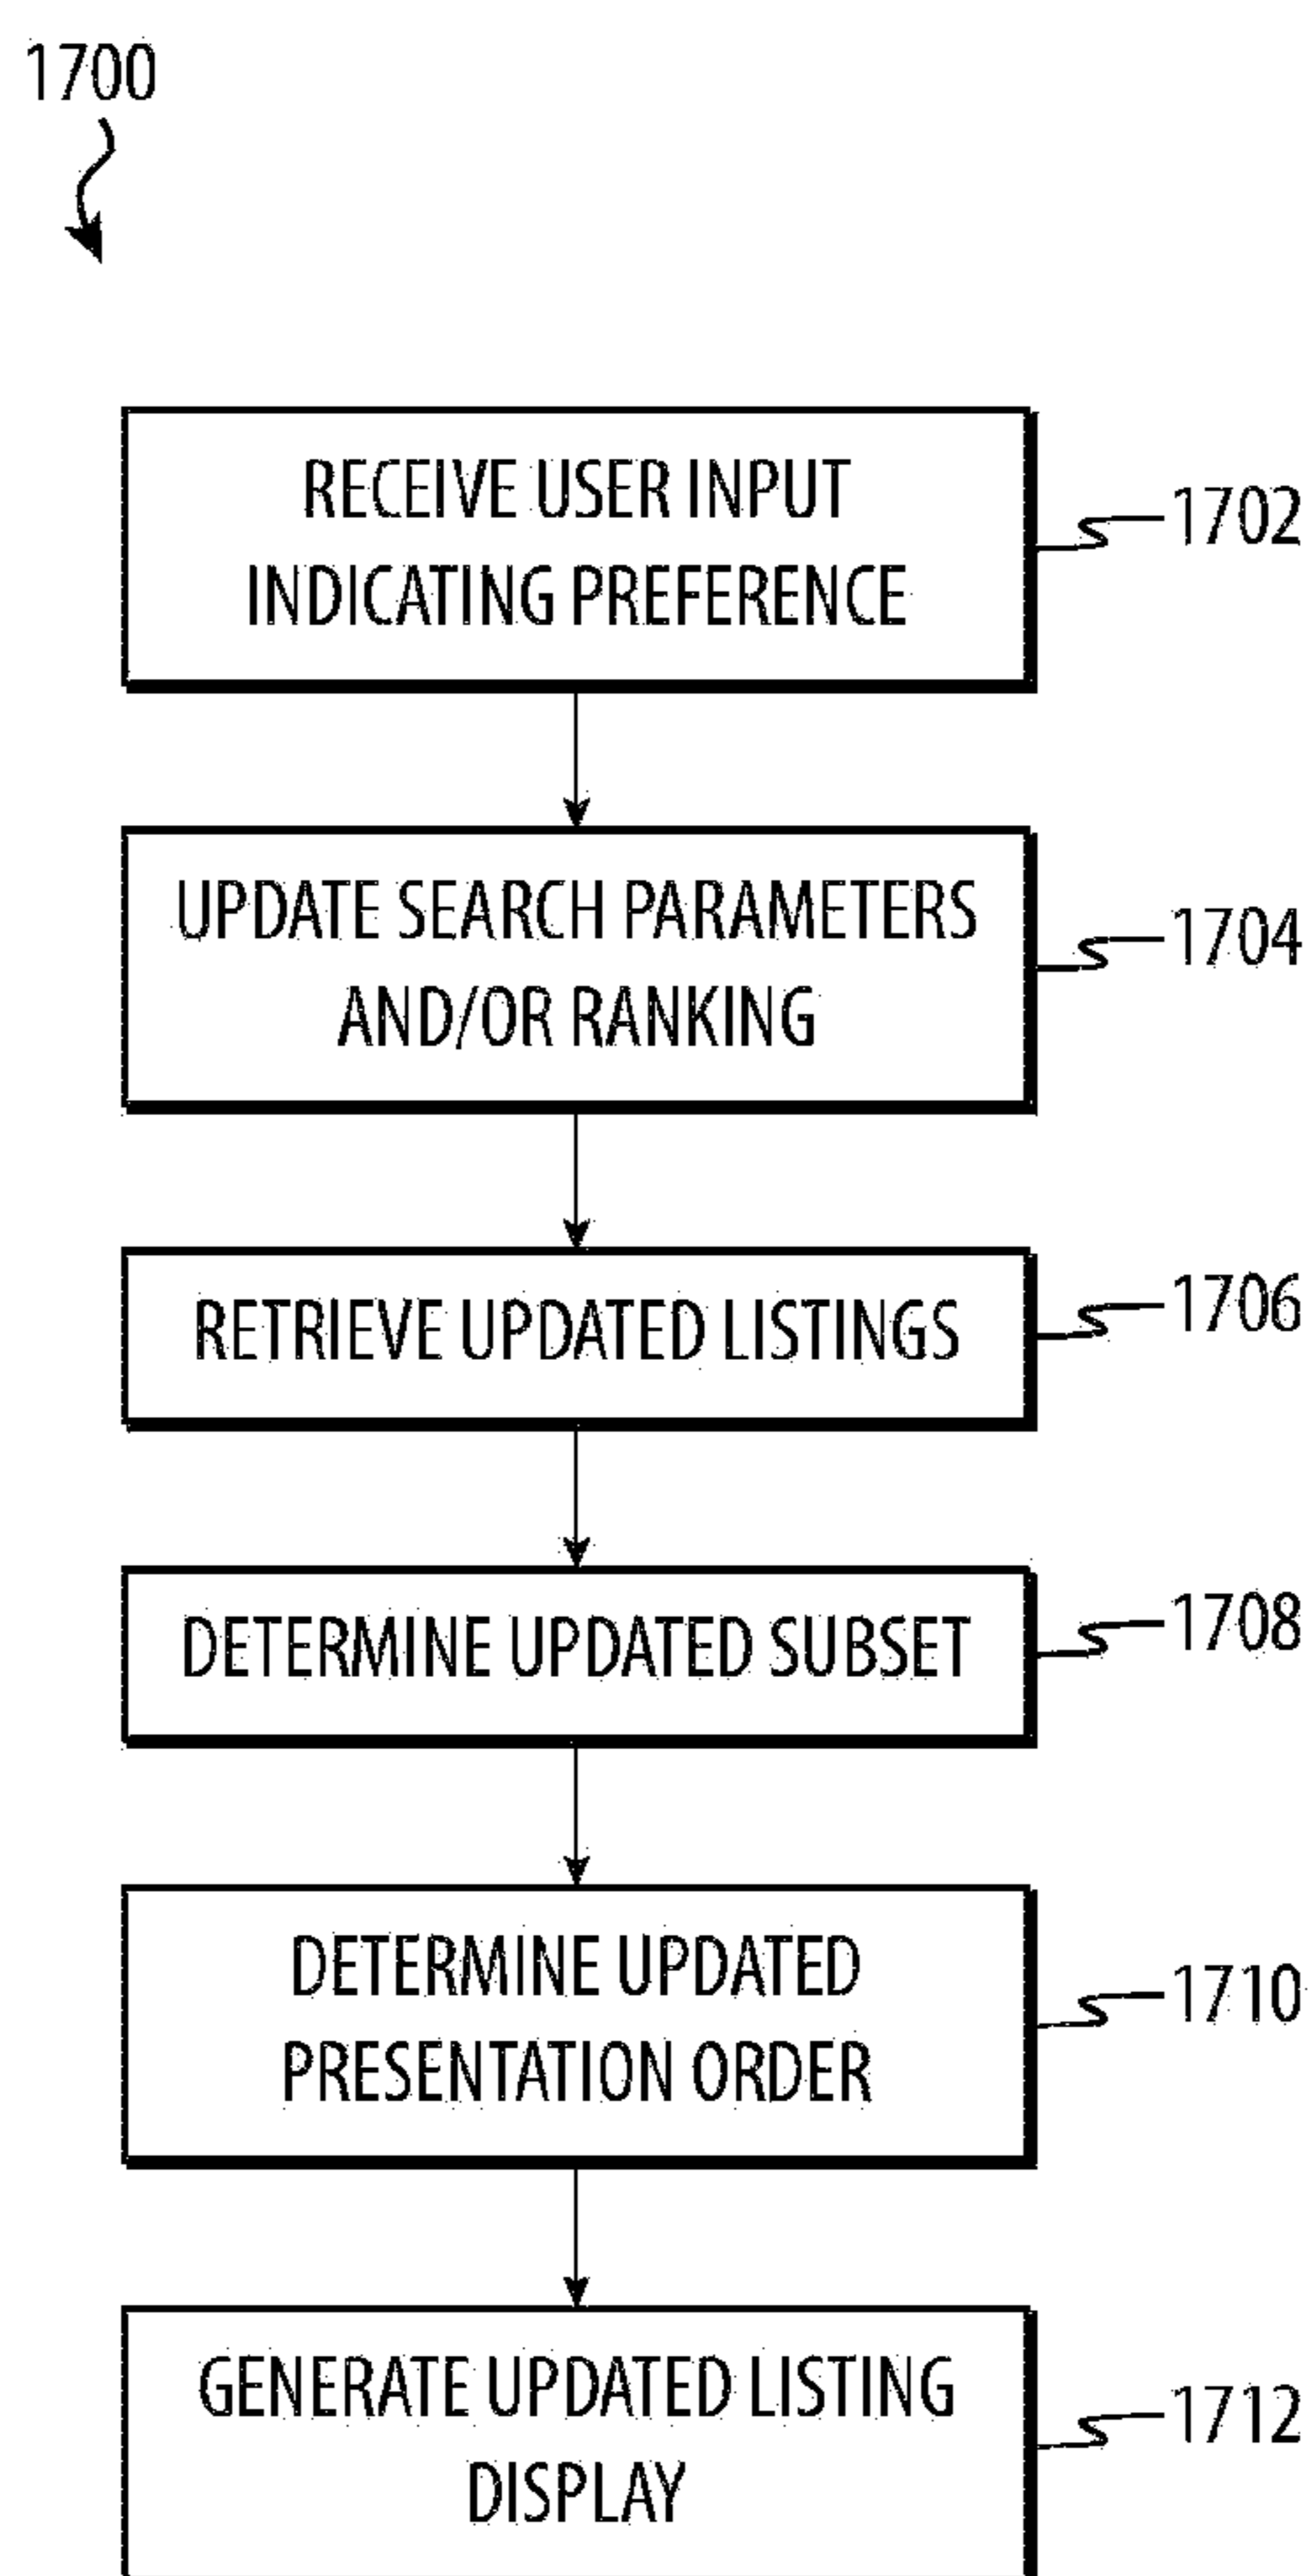 1700
RECEIVE USER INPUT
INDICATING PREFERENCE
1702
UPDATE SEARCH PARAMETERS
AND/OR RANKING
1704
RETRIEVE UPDATED LISTINGS
1706
DETERMINE UPDATED SUBSET
1708
DETERMINE UPDATED
PRESENTATION ORDER
1710
GENERATE UPDATED LISTING
DISPLAY
1712